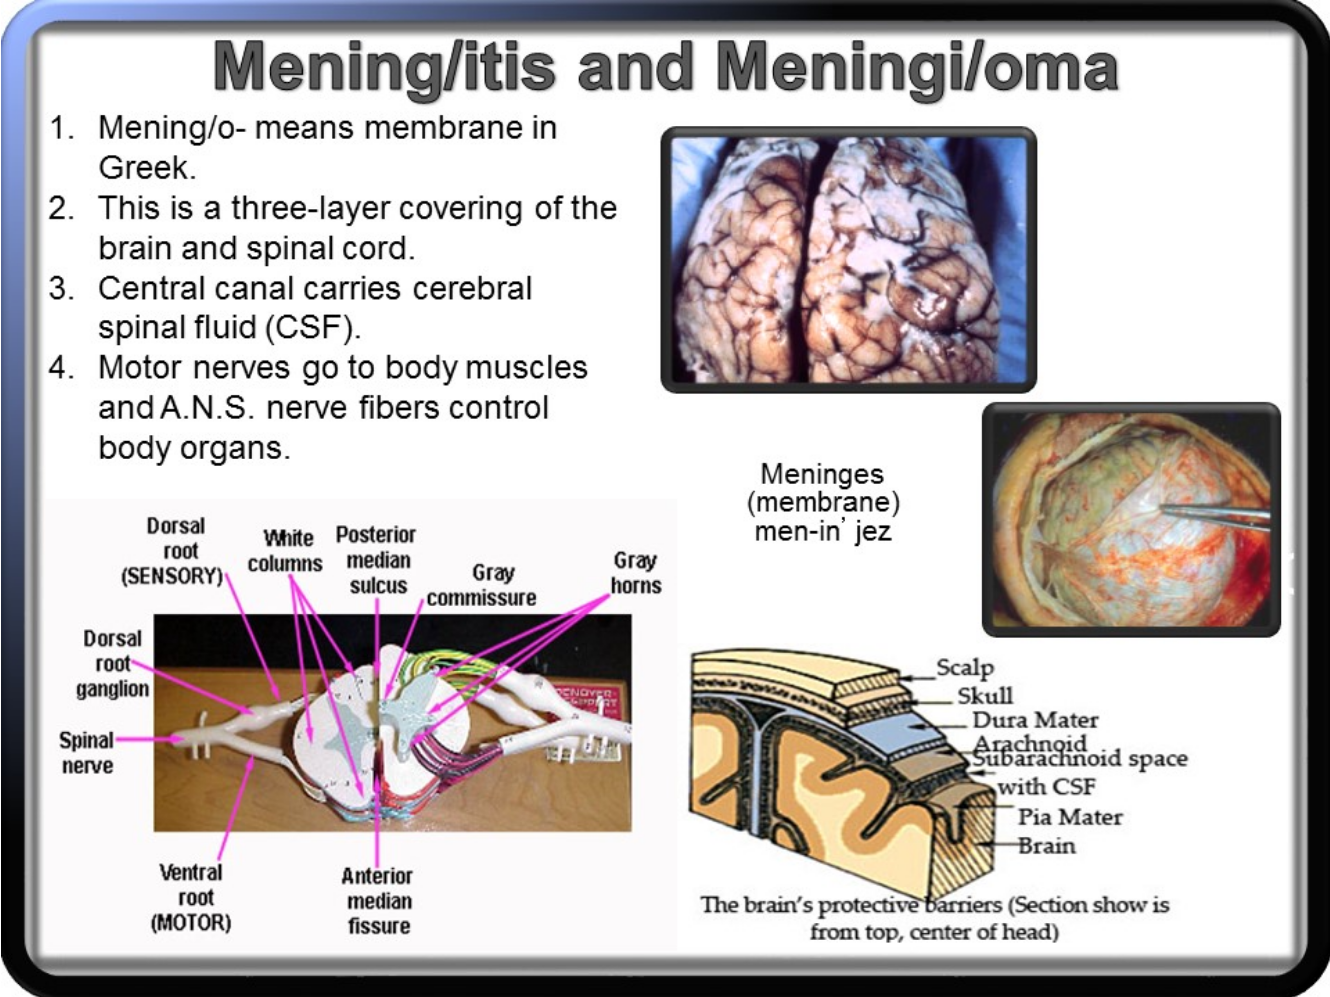 Mening/itis and Meningi/oma
1. Mening/o- means membrane in
Greek.
2. This is a three-layer covering of the
brain and spinal cord.
3. Central canal carries cerebral
spinal fluid (CSF).
4. Motor nerves go to body muscles
and A.N.S. nerve fibers control
body organs.
Meninges
(membrane)
men-in’ jez
Dorsal
root
(SENSORY)
White
columns
Posterior
median
sulcus
Gray
commissure
Gray
horns
Dorsal
root
ganglion
Spinal
nerve
Ventral
root
(MOTOR)
Anterior
median
fissure
Scalp
Skull
Dura Mater
Arachnoid
Subarachnoid space
with CSF
Pia Mater
Brain
The brain’s protective barriers (Section show is
from top, center of head)